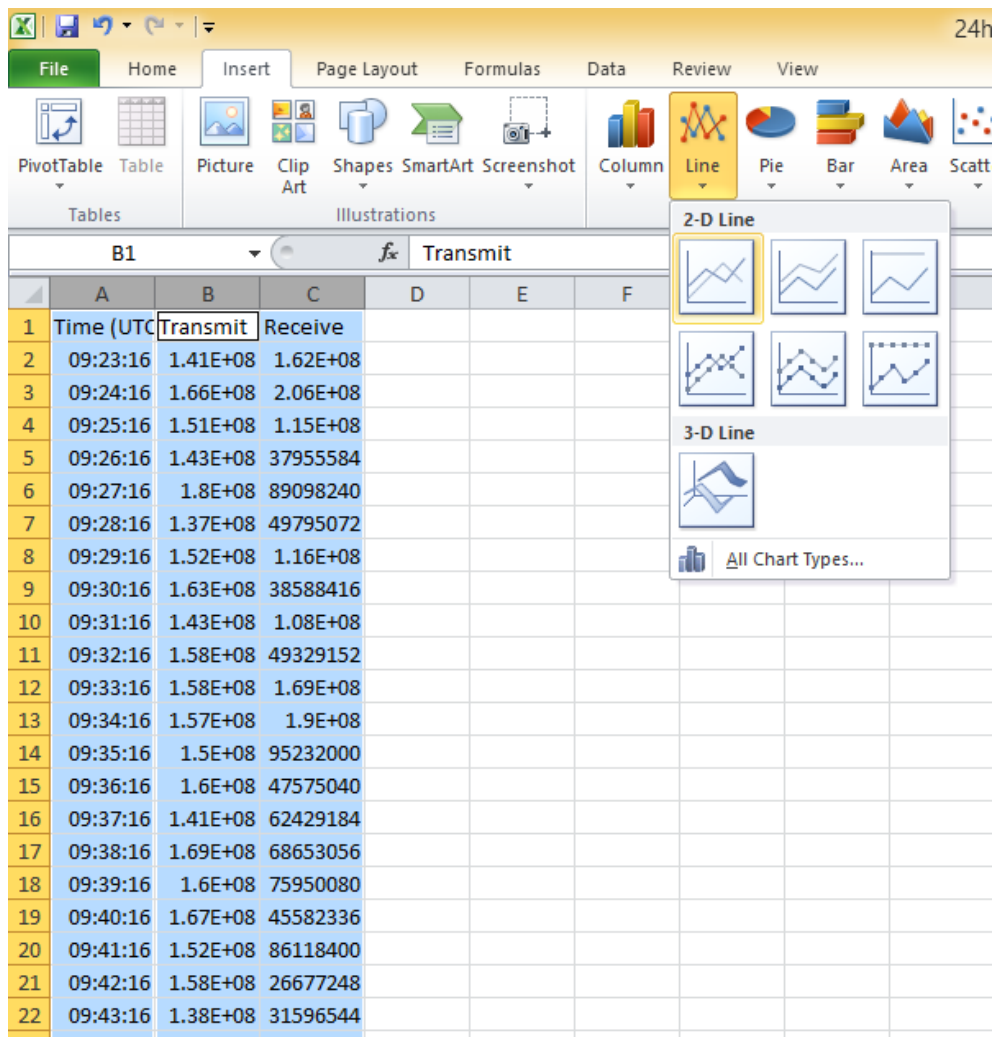 24h
File Home Insert Page Layout Formulas Data Review View
PivotTable Table Picture Clip Art Shapes SmartArt Screenshot Column Line Pie Bar Area Scatt
Tables Illustrations
2-D Line
B1 fx Transmit
A B C D E F
1 Time (UTC Transmit Receive
2 09:23:16 1.41E+08 1.62E+08
3 09:24:16 1.66E+08 2.06E+08
4 09:25:16 1.51E+08 1.15E+08
3-D Line
5 09:26:16 1.43E+08 37955584
6 09:27:16 1.8E+08 89098240
7 09:28:16 1.37E+08 49795072
8 09:29:16 1.52E+08 1.16E+08
All Chart Types...
9 09:30:16 1.63E+08 38588416
10 09:31:16 1.43E+08 1.08E+08
11 09:32:16 1.58E+08 49329152
12 09:33:16 1.58E+08 1.69E+08
13 09:34:16 1.57E+08 1.9E+08
14 09:35:16 1.5E+08 95232000
15 09:36:16 1.6E+08 47575040
16 09:37:16 1.41E+08 62429184
17 09:38:16 1.69E+08 68653056
18 09:39:16 1.6E+08 75950080
19 09:40:16 1.67E+08 45582336
20 09:41:16 1.52E+08 86118400
21 09:42:16 1.58E+08 26677248
22 09:43:16 1.38E+08 31596544